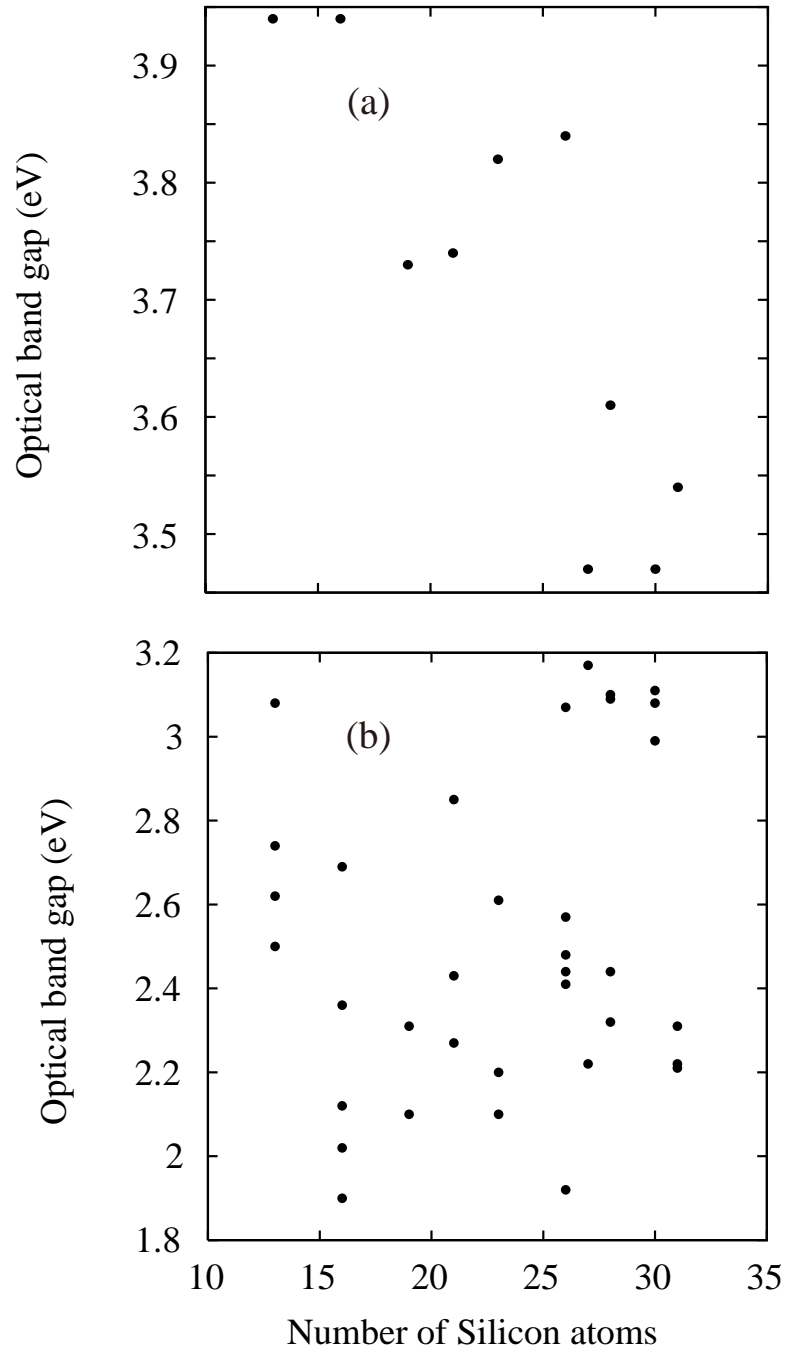 Optical band gap (eV)
3.9
3.8
3.7
3.6
3.5
(a)
Optical band gap (eV)
3.2
3
2.8
2.6
2.4
2.2
2
1.8
(b)
10 15 20 25 30 35
Number of Silicon atoms